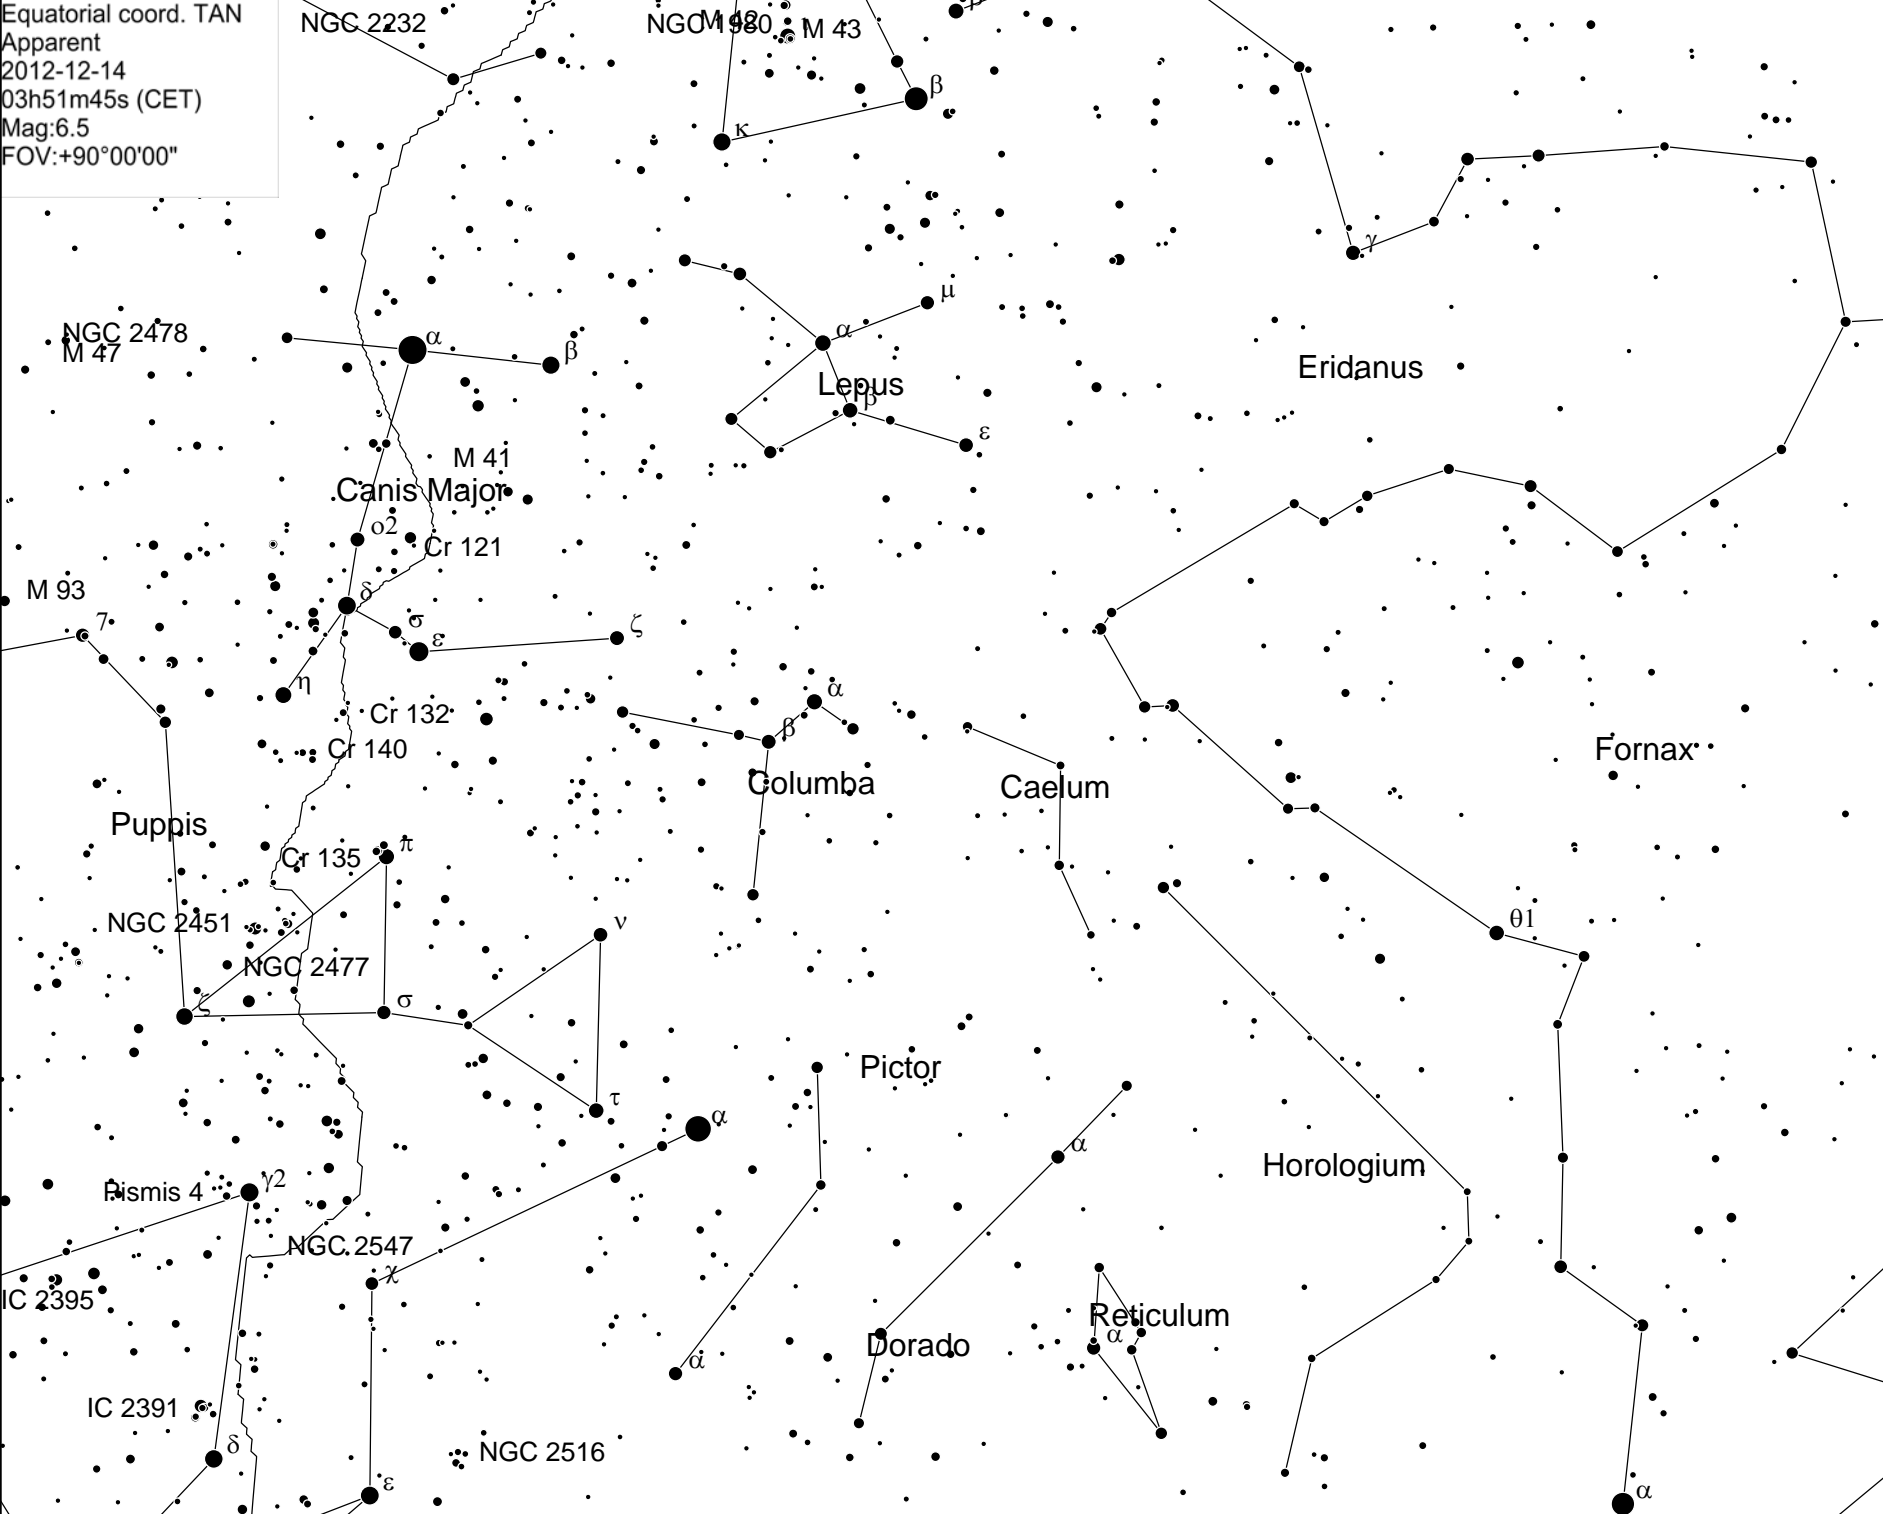 Equatorial coord. TAN
Apparent
2012-12-14
03h51m45s (CET)
Mag:6.5
FOV:+90°00'00"
NGC 2232
NGC 1980
M 43
β
κ
γ
μ
NGC 2478
M 47
α
β
α
Lepus
β
Eridanus
ε
M 41
Canis Major
ο2
Cr 121
M 93
δ
7
σ
ε
ζ
η
α
Cr 132
β
Cr 140
Fornax
Columba
Caelum
Puppis
π
Cr 135
NGC 2451
ν
θ1
NGC 2477
ζ
σ
Pictor
τ
α
α
Horologium
γ2
Pismis 4
NGC 2547
χ
IC 2395
Reticulum
α
Dorado
α
IC 2391
δ
NGC 2516
ε
α